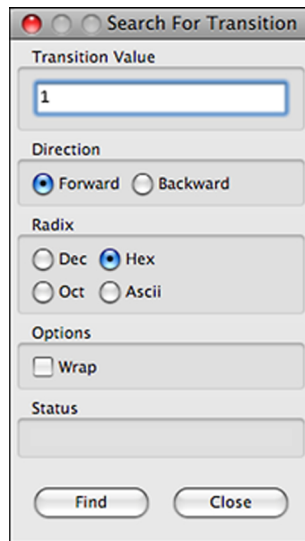 Search For Transition
Transition Value
1
Direction
Forward Backward
Radix
Dec Hex
Oct Ascii
Options
Wrap
Status
Find Close